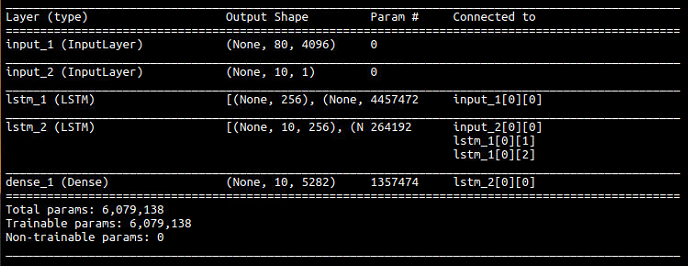 Layer (type) Output Shape Param # Connected to
input_1 (InputLayer) (None, 80, 4096) 0
input_2 (InputLayer) (None, 10, 1) 0
lstm_1 (LSTM) [(None, 256), (None, 4457472 input_1[0][0]
lstm_2 (LSTM) [(None, 10, 256), (N 264192 input_2[0][0]
lstm_1[0][1]
lstm_1[0][2]
dense_1 (Dense) (None, 10, 5282) 1357474 lstm_2[0][0]
Total params: 6,079,138
Trainable params: 6,079,138
Non-trainable params: 0